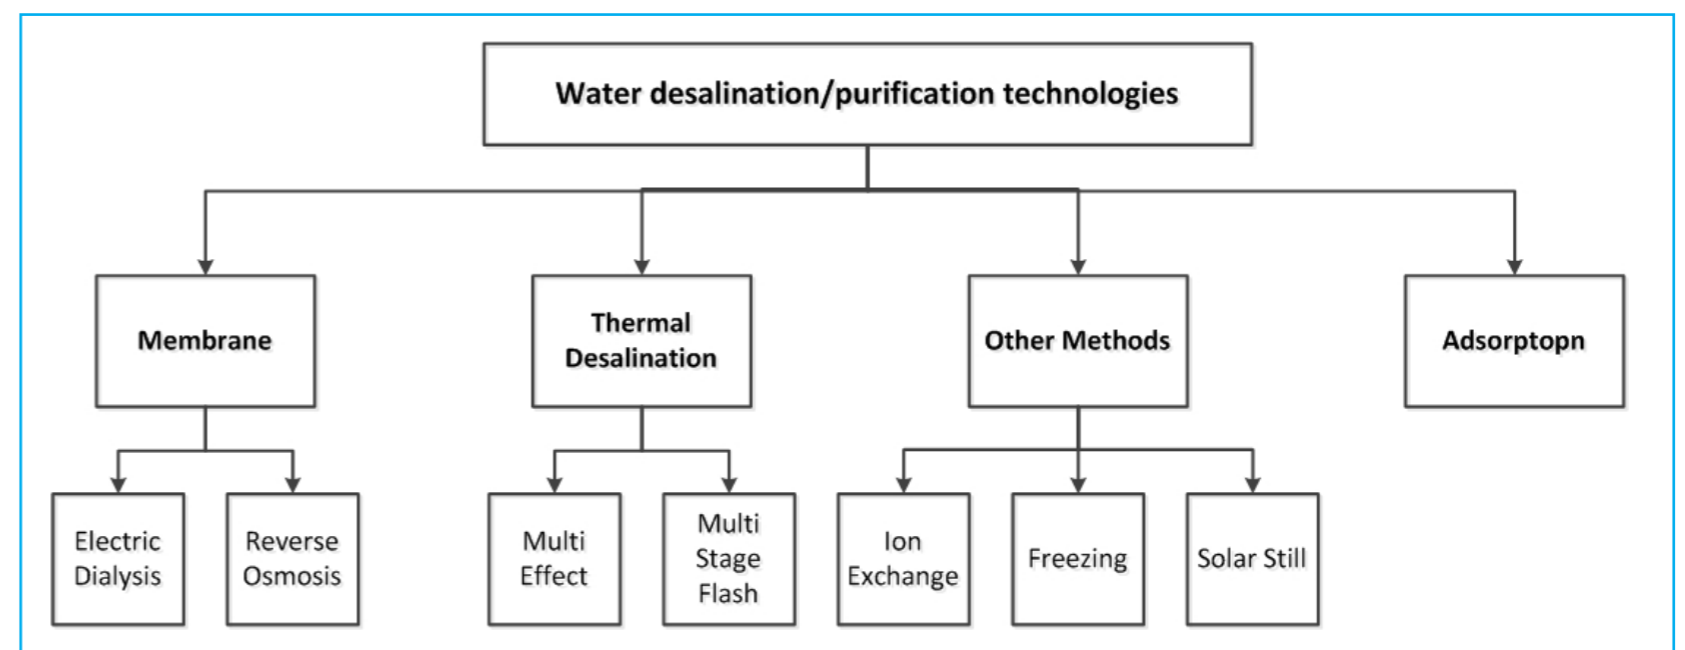 Water desalination/purification technologies
Membrane
Thermal
Desalination
Other Methods
Adsorptopn
Electric
Dialysis
Reverse
Osmosis
Multi
Effect
Multi
Stage
Flash
Ion
Exchange
Freezing
Solar Still